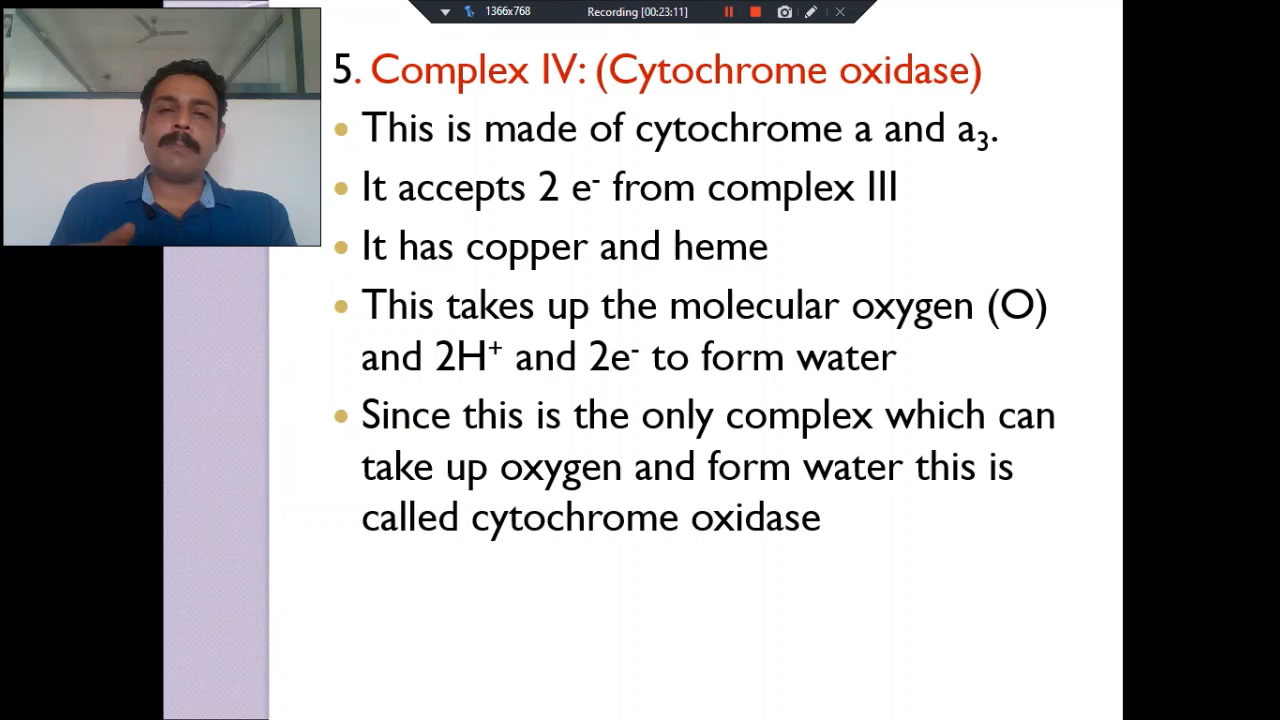 1366x768 Recording [00:23:11]
5. Complex IV: (Cytochrome oxidase)
• This is made of cytochrome a and a₃.
• It accepts 2 e⁻ from complex III
• It has copper and heme
• This takes up the molecular oxygen (O)
and 2H⁺ and 2e⁻ to form water
• Since this is the only complex which can
take up oxygen and form water this is
called cytochrome oxidase